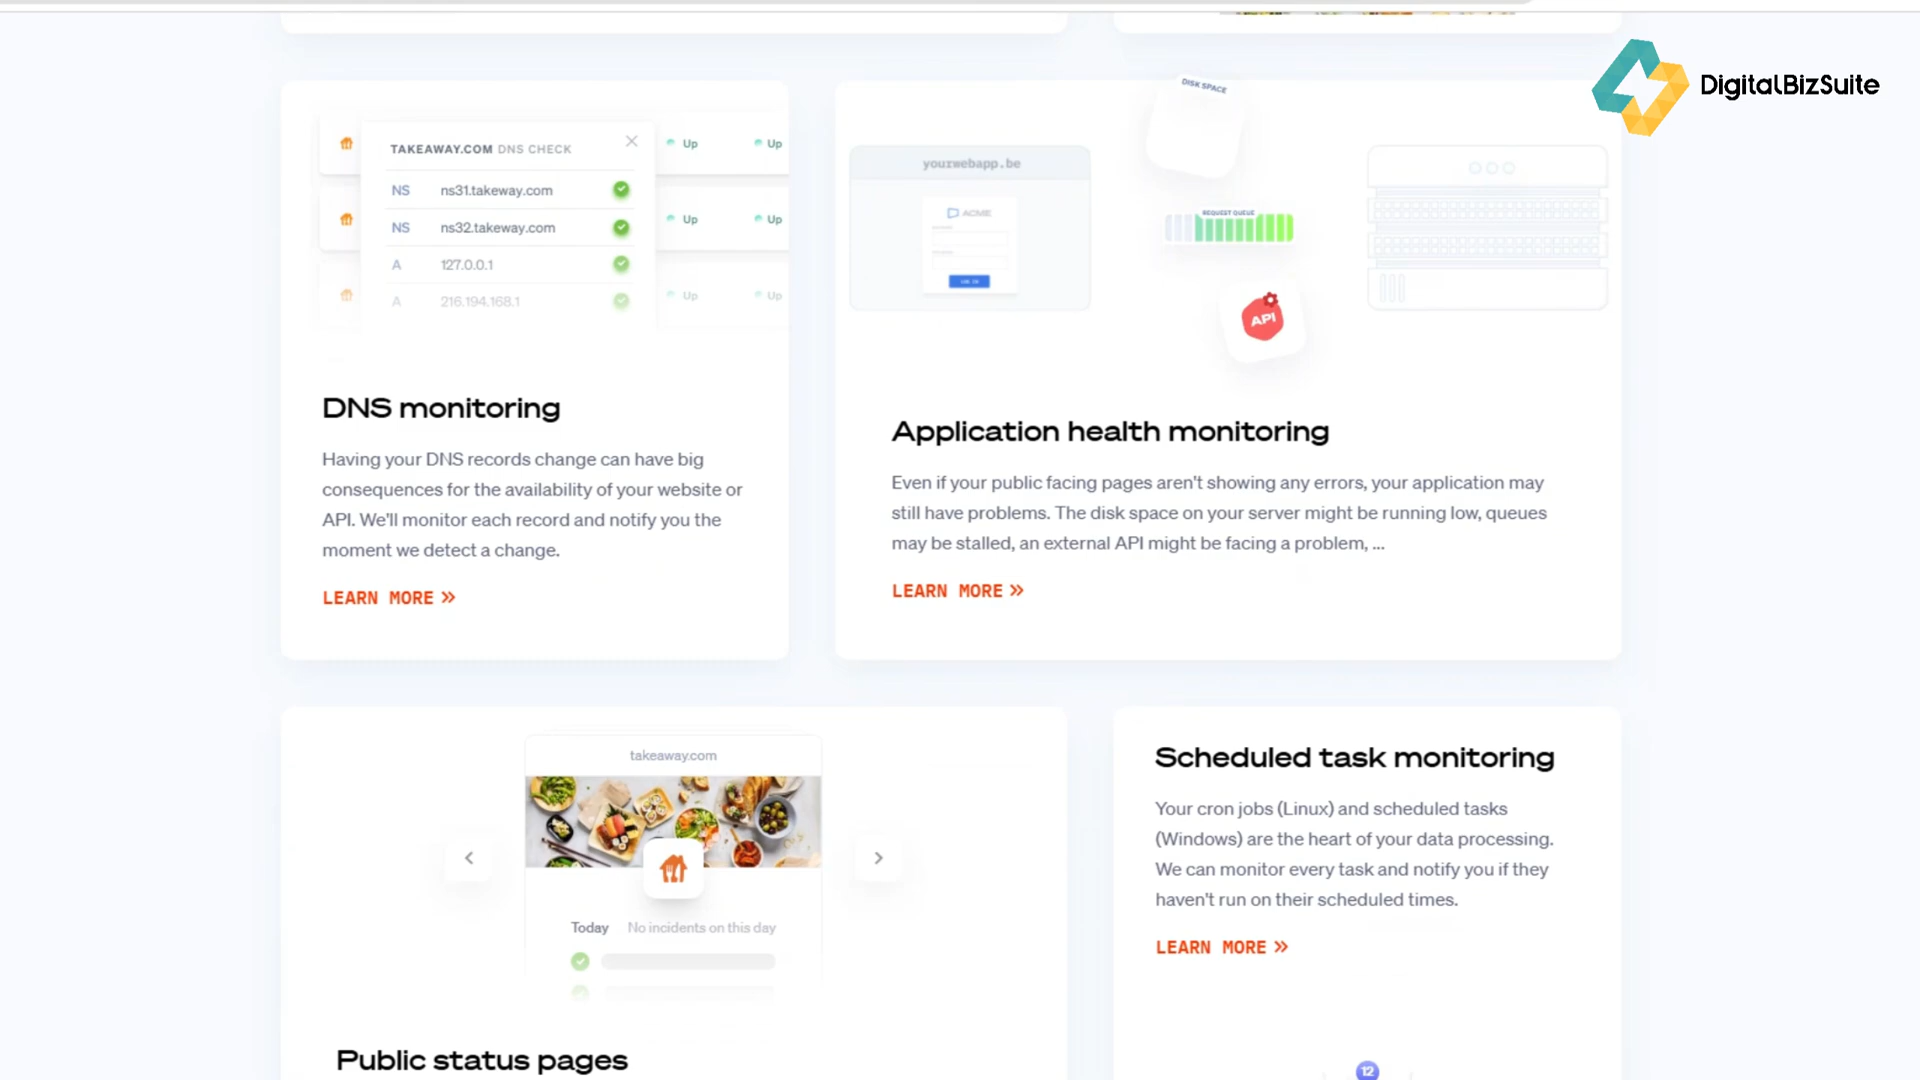 DigitalBizSuite
TAKEAWAY.COM DNS CHECK
NS ns31.takeway.com
NS ns32.takeway.com
A 127.0.0.1
A 216.194.168.1
Up Up
Up Up
Up Up
DNS monitoring
Having your DNS records change can have big
consequences for the availability of your website or
API. We'll monitor each record and notify you the
moment we detect a change.
LEARN MORE »
DISK SPACE
yourwebapp.be
ACME
LOG IN
REQUEST QUEUE
API
Application health monitoring
Even if your public facing pages aren't showing any errors, your application may
still have problems. The disk space on your server might be running low, queues
may be stalled, an external API might be facing a problem, ...
LEARN MORE »
takeaway.com
Today No incidents on this day
Public status pages
Scheduled task monitoring
Your cron jobs (Linux) and scheduled tasks
(Windows) are the heart of your data processing.
We can monitor every task and notify you if they
haven't run on their scheduled times.
LEARN MORE »
12